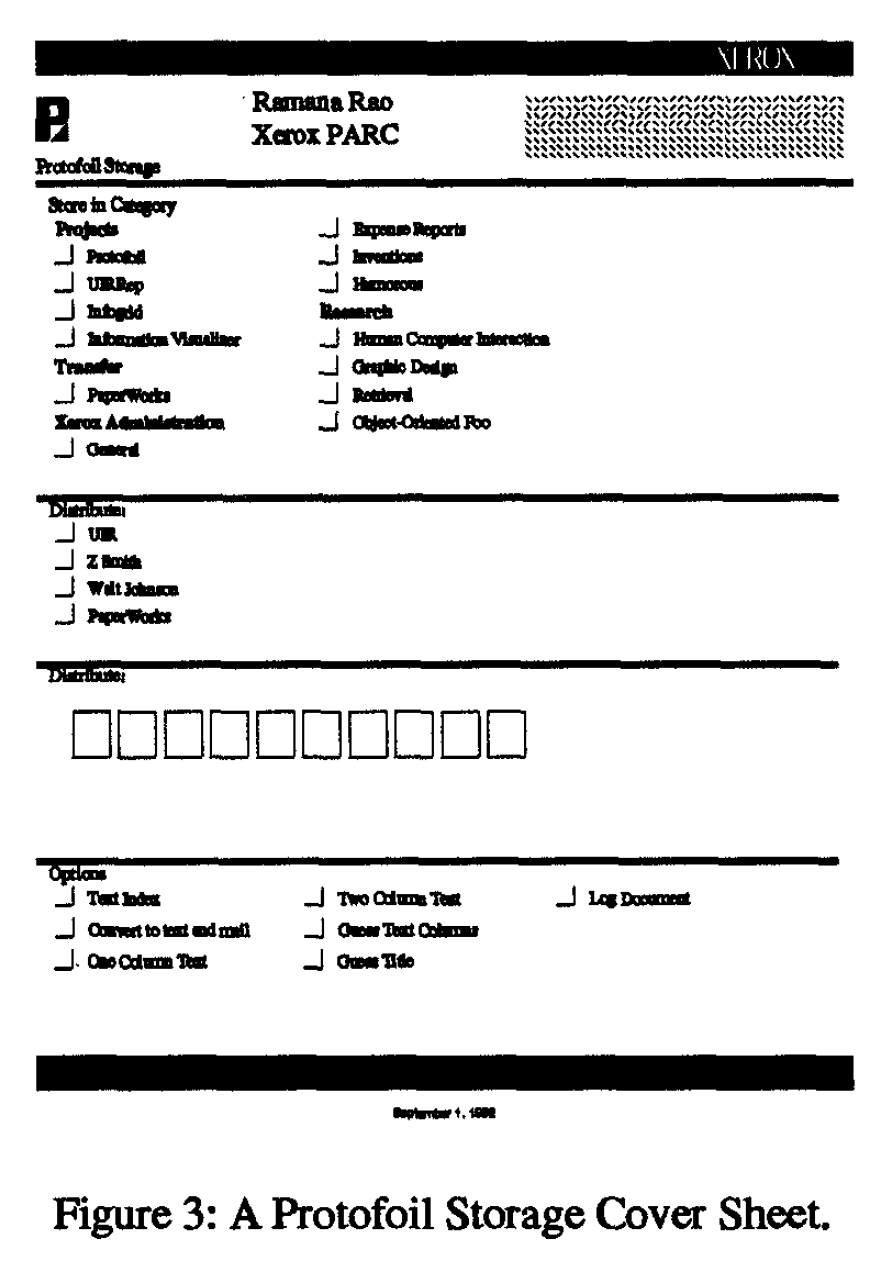 XEROX
Ramana Rao
Xerox PARC
Protofoil Storage
Store in Category
Projects
Protofoil
UIRRep
Infogrid
Information Visualizer
Transfer
PaperWorks
Xerox Administration
General
Expense Reports
Inventions
Humorous
Research
Human Computer Interaction
Graphic Design
Retrieval
Object-Oriented Foo
Distribute:
UIR
Z Smith
Walt Johnson
PaperWorks
Distribute:
Options
Text Index
Convert to text and mail
One Column Text
Two Column Text
Guess Text Columns
Guess Title
Log Document
September 1, 1992
Figure 3: A Protofoil Storage Cover Sheet.